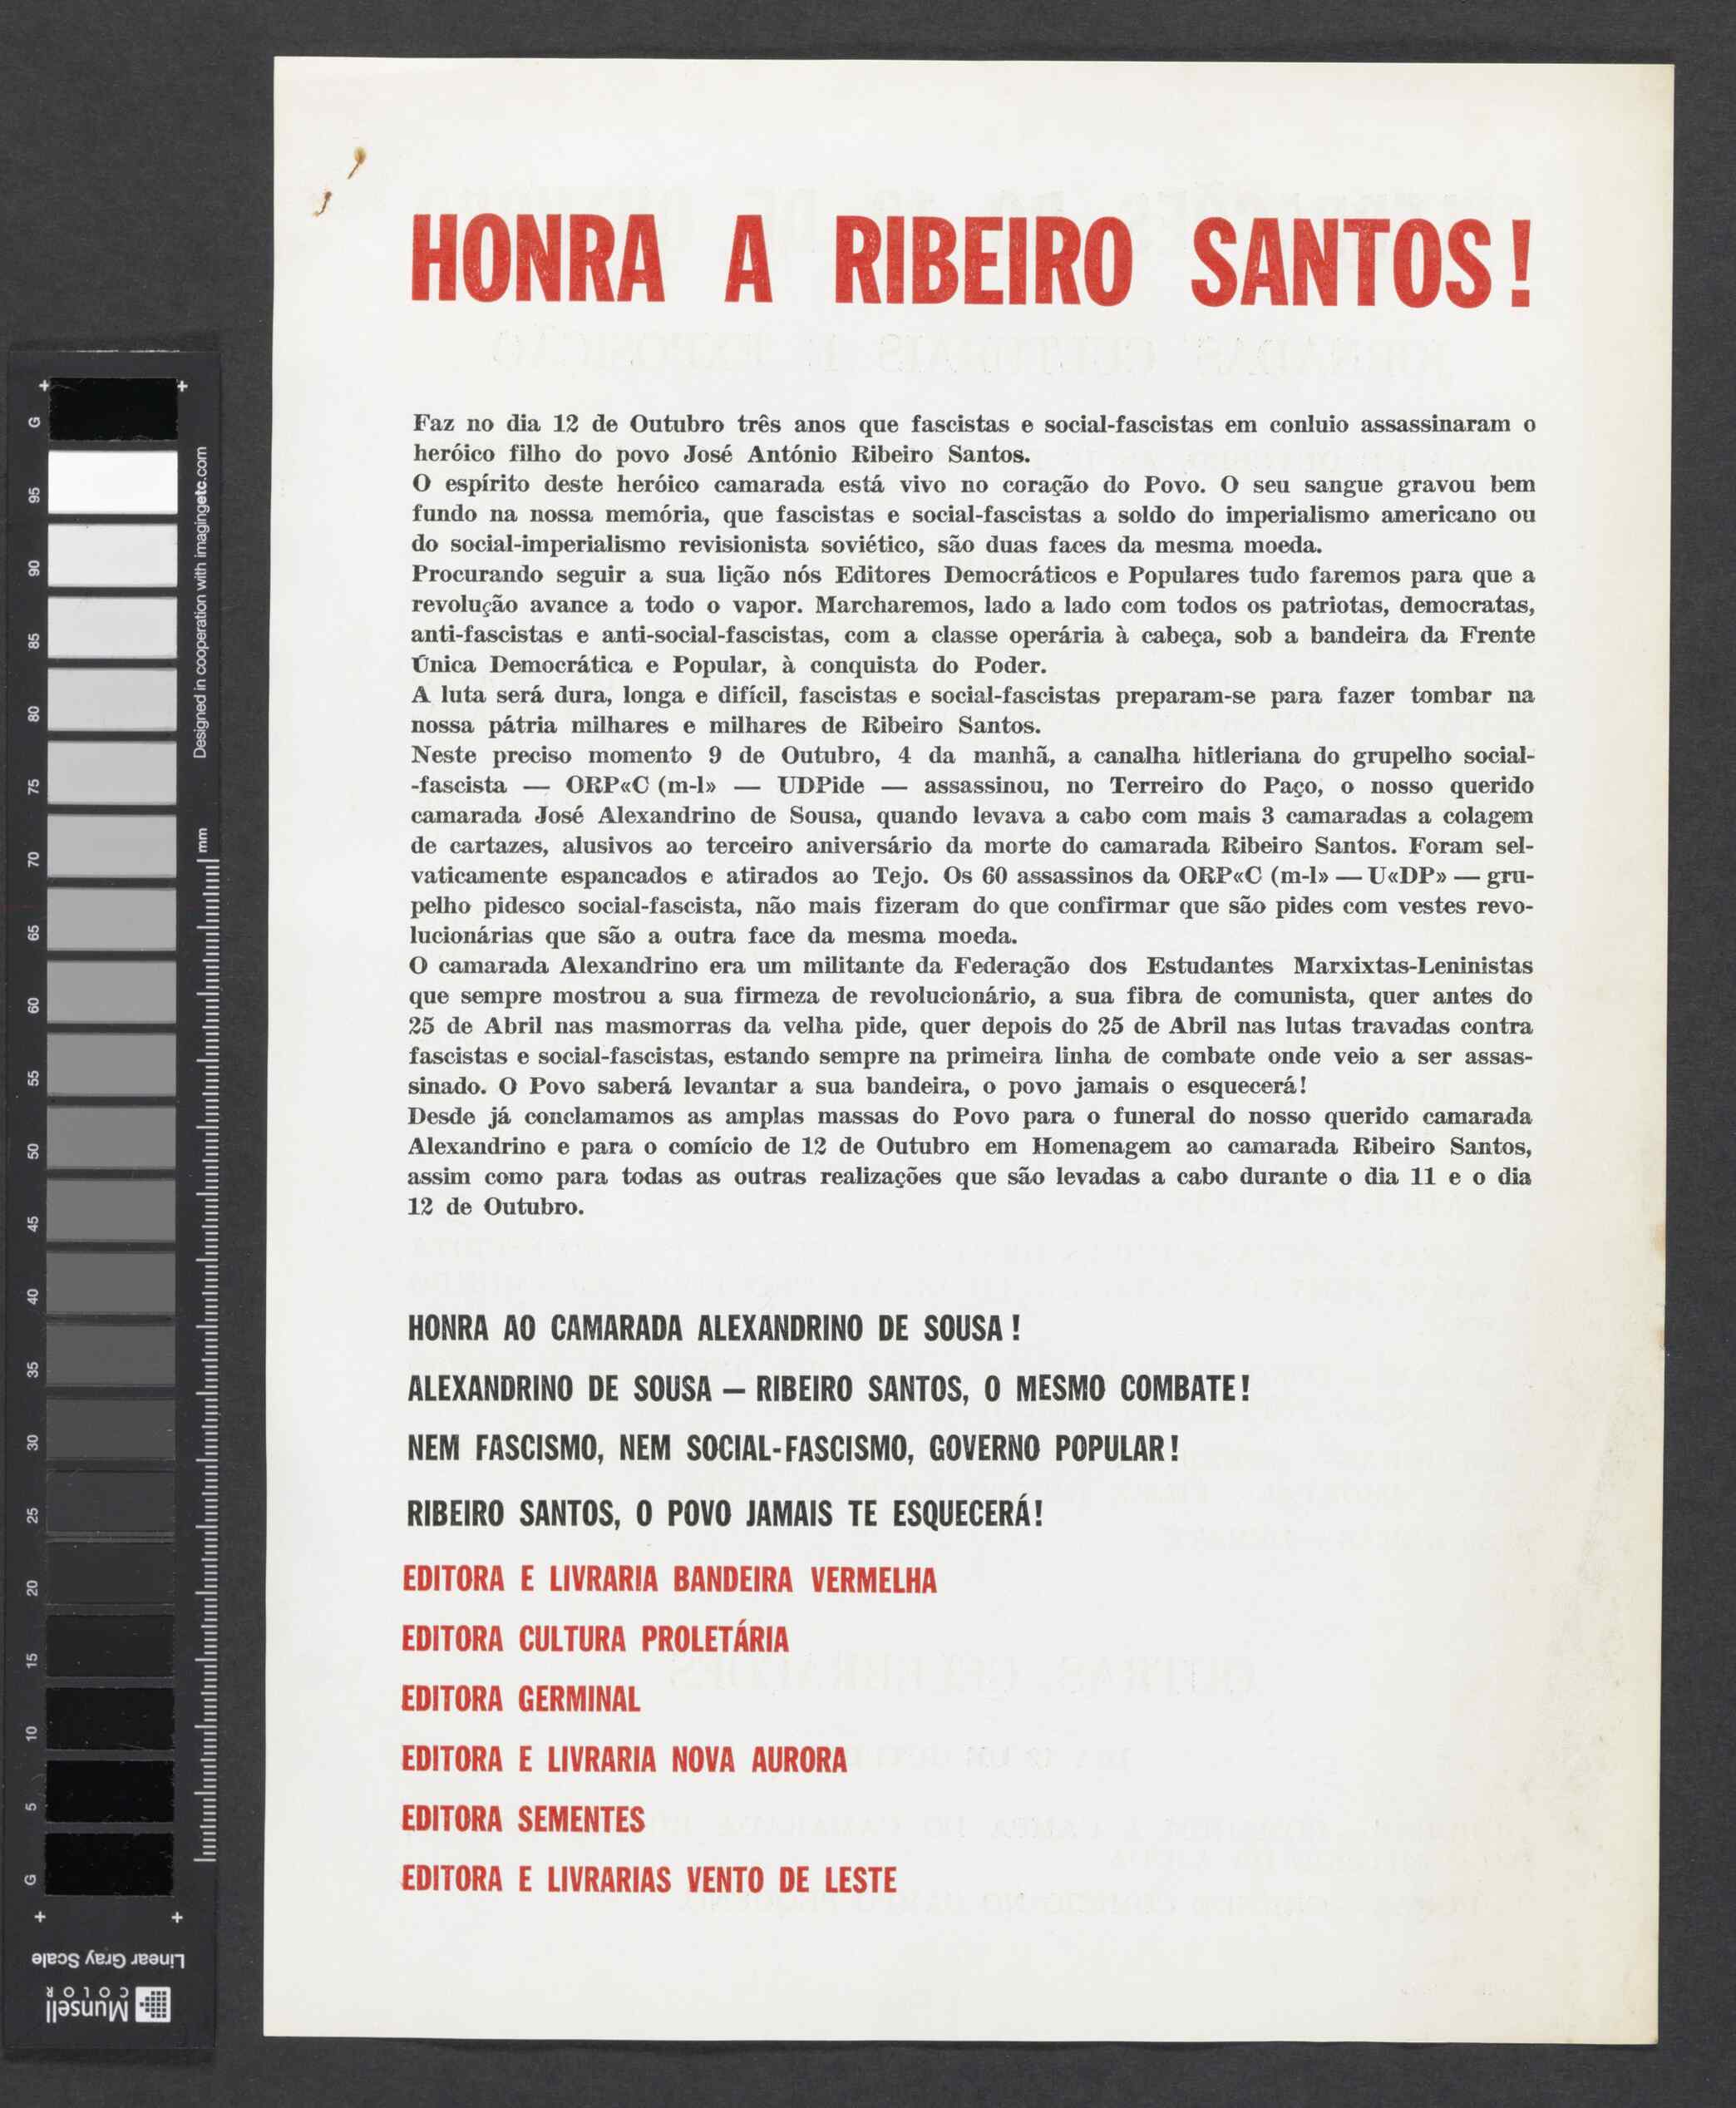 HONRA A RIBEIRO SANTOS!
Faz no dia 12 de Outubro três anos que fascistas e social-fascistas em conluio assassinaram o
heróico filho do povo José António Ribeiro Santos.
O espírito deste heróico camarada está vivo no coração do Povo. O seu sangue gravou bem
fundo na nossa memória, que fascistas e social-fascistas a soldo do imperialismo americano ou
do social-imperialismo revisionista soviético, são duas faces da mesma moeda.
Procurando seguir a sua lição nós Editores Democráticos e Populares tudo faremos para que a
revolução avance a todo o vapor. Marcharemos, lado a lado com todos os patriotas, democratas,
anti-fascistas e anti-social-fascistas, com a classe operária à cabeça, sob a bandeira da Frente
Única Democrática e Popular, à conquista do Poder.
A luta será dura, longa e difícil, fascistas e social-fascistas preparam-se para fazer tombar na
nossa pátria milhares e milhares de Ribeiro Santos.
Neste preciso momento 9 de Outubro, 4 da manhã, a canalha hitleriana do grupelho social-
-fascista — ORP«C (m-l» — UDPide — assassinou, no Terreiro do Paço, o nosso querido
camarada José Alexandrino de Sousa, quando levava a cabo com mais 3 camaradas a colagem
de cartazes, alusivos ao terceiro aniversário da morte do camarada Ribeiro Santos. Foram sel-
vaticamente espancados e atirados ao Tejo. Os 60 assassinos da ORP«C (m-l» — U«DP» — gru-
pelho pidesco social-fascista, não mais fizeram do que confirmar que são pides com vestes revo-
lucionárias que são a outra face da mesma moeda.
O camarada Alexandrino era um militante da Federação dos Estudantes Marxixtas-Leninistas
que sempre mostrou a sua firmeza de revolucionário, a sua fibra de comunista, quer antes do
25 de Abril nas masmorras da velha pide, quer depois do 25 de Abril nas lutas travadas contra
fascistas e social-fascistas, estando sempre na primeira linha de combate onde veio a ser assas-
sinado. O Povo saberá levantar a sua bandeira, o povo jamais o esquecerá!
Desde já conclamamos as amplas massas do Povo para o funeral do nosso querido camarada
Alexandrino e para o comício de 12 de Outubro em Homenagem ao camarada Ribeiro Santos,
assim como para todas as outras realizações que são levadas a cabo durante o dia 11 e o dia
12 de Outubro.
HONRA AO CAMARADA ALEXANDRINO DE SOUSA !
ALEXANDRINO DE SOUSA — RIBEIRO SANTOS, O MESMO COMBATE!
NEM FASCISMO, NEM SOCIAL-FASCISMO, GOVERNO POPULAR!
RIBEIRO SANTOS, O POVO JAMAIS TE ESQUECERÁ!
EDITORA E LIVRARIA BANDEIRA VERMELHA
EDITORA CULTURA PROLETÁRIA
EDITORA GERMINAL
EDITORA E LIVRARIA NOVA AURORA
EDITORA SEMENTES
EDITORA E LIVRARIAS VENTO DE LESTE
G
95
90
85
80
75
70
65
60
55
50
45
40
35
30
25
20
15
10
5
G
Designed in cooperation with imagingetc.com
mm
Linear Gray Scale
Munsell
COLOR